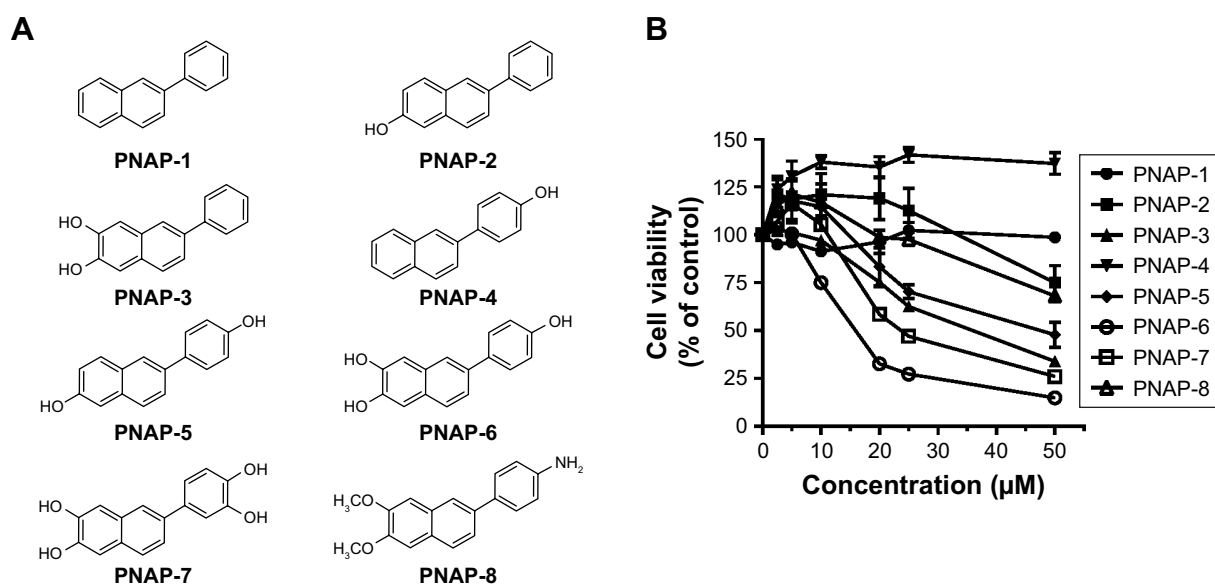 A
B
PNAP-1
HO
PNAP-2
HO
HO
PNAP-3
OH
PNAP-4
OH
HO
PNAP-5
OH
HO
HO
PNAP-6
OH
OH
HO
HO
PNAP-7
NH₂
H₃CO
H₃CO
PNAP-8
Cell viability
(% of control)
150
125
100
75
50
25
0
0
10
20
30
40
50
Concentration (µM)
PNAP-1
PNAP-2
PNAP-3
PNAP-4
PNAP-5
PNAP-6
PNAP-7
PNAP-8